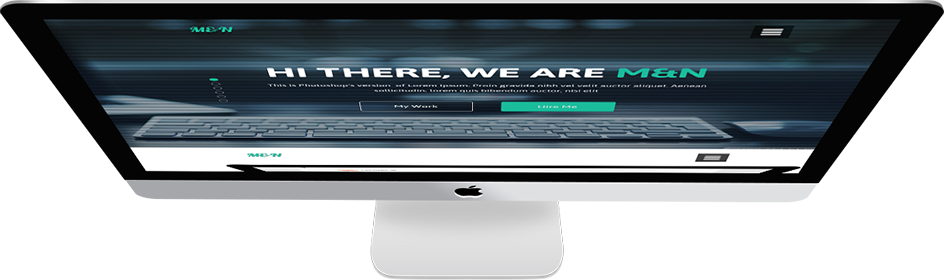 M&N
HI THERE, WE ARE M&N
This is Photoshop's version of Lorem Ipsum. Proin gravida nibh vel velit auctor aliquet. Aenean
sollicitudin, lorem quis bibendum auctor, nisi elit
My Work
Hire Me
M&N